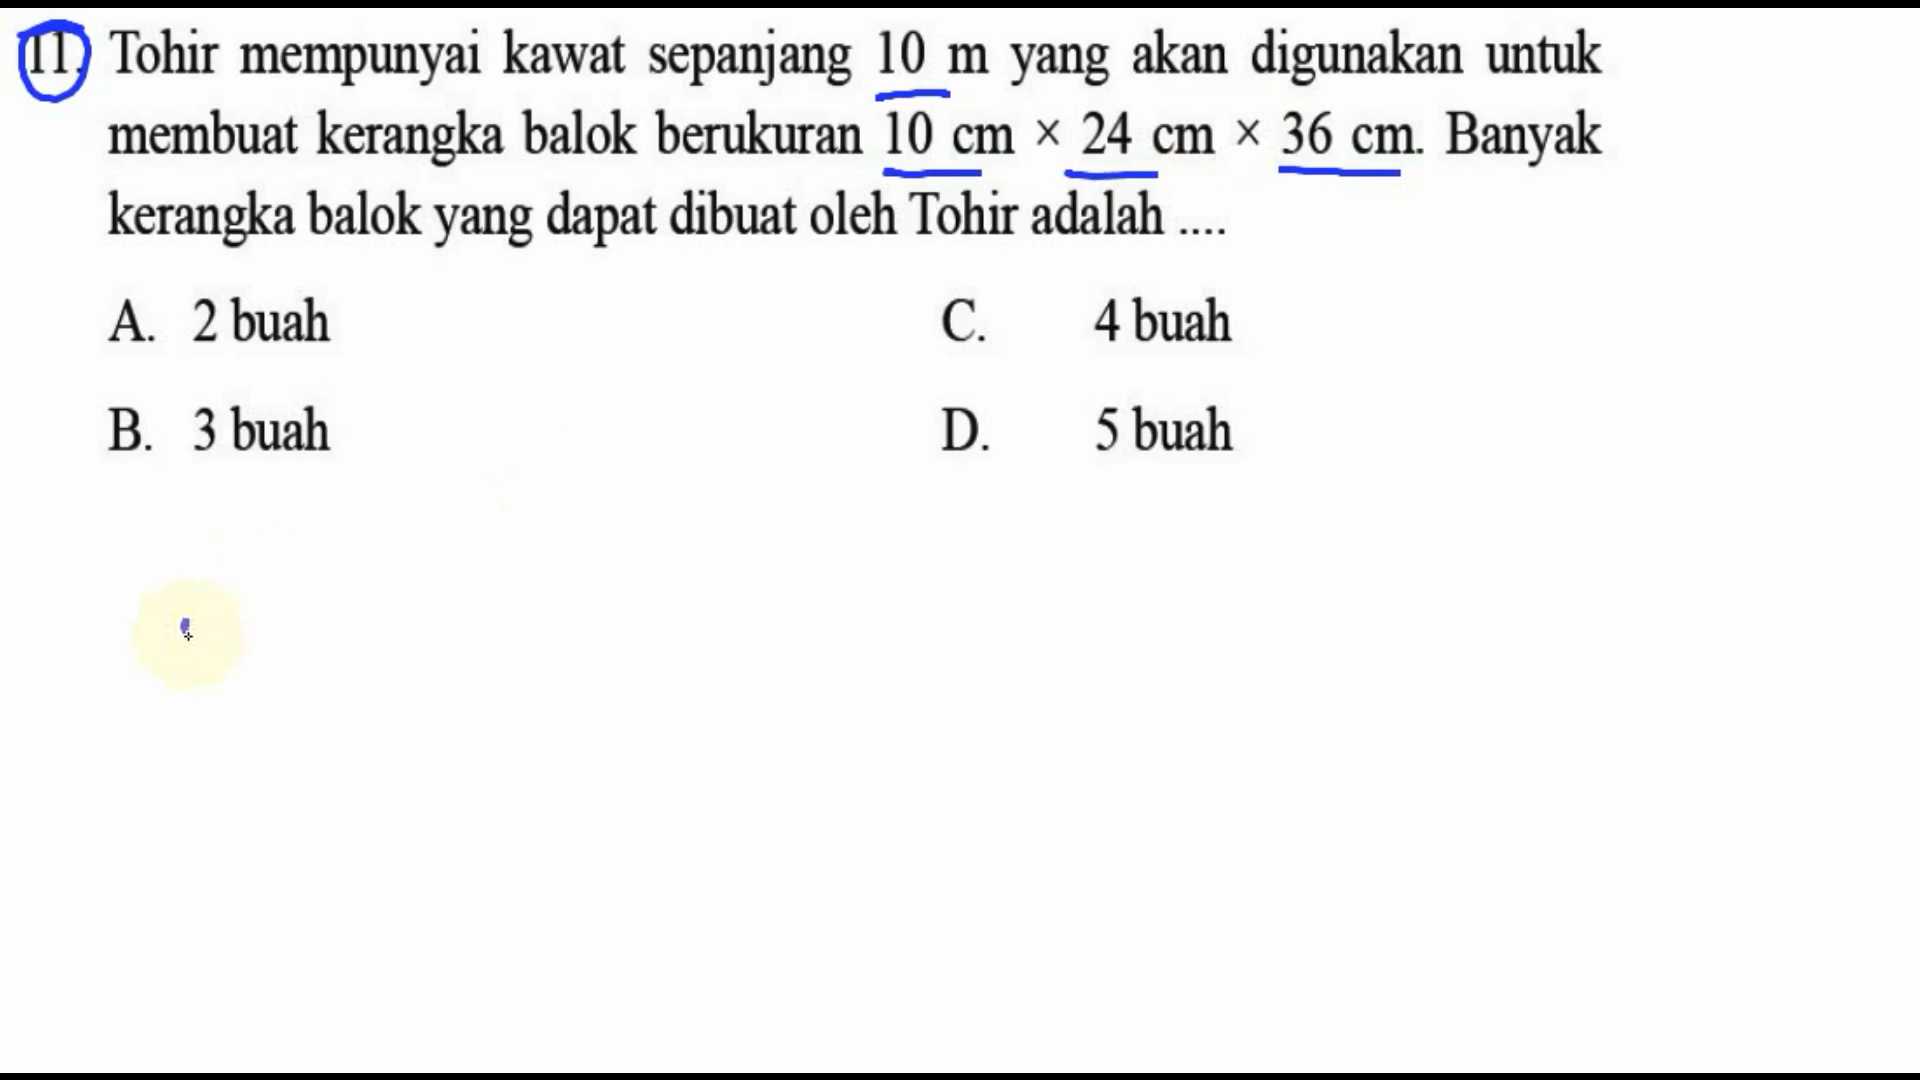 11. Tohir mempunyai kawat sepanjang 10 m yang akan digunakan untuk
membuat kerangka balok berukuran 10 cm × 24 cm × 36 cm. Banyak
kerangka balok yang dapat dibuat oleh Tohir adalah ....
A. 2 buah C. 4 buah
B. 3 buah D. 5 buah